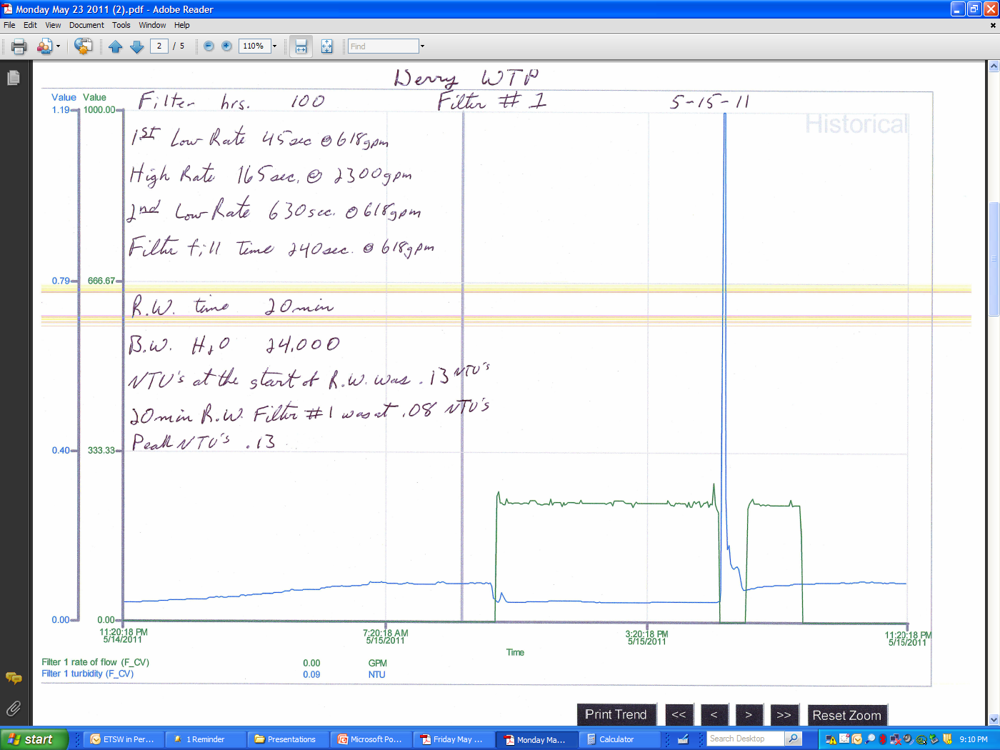 Monday May 23 2011 (2).pdf - Adobe Reader
File Edit View Document Tools Window Help
2 / 5 110% Find
Derry WTP
Value Value Filter hrs. 100 Filter # 1 5-15-11
1.19 1000.00
Historical
1st Low Rate 45sec @ 618gpm
High Rate 165sec. @ 2300gpm
2nd Low Rate 630sec. @ 618gpm
Filter fill Time 240sec. @ 618gpm
0.79 666.67
R.W. time 20min
B.W. H2O 24,000
NTU's at the start of R.W. was .13 NTU's
20min R.W. Filter #1 was at .08 NTU's
Peak NTU's .13
0.40 333.33
0.00 0.00
11:20:18 PM 7:20:18 AM 3:20:18 PM 11:20:18 PM
5/14/2011 5/15/2011 5/15/2011 5/15/2011
Time
Filter 1 rate of flow (F_CV) 0.00 GPM
Filter 1 turbidity (F_CV) 0.09 NTU
Print Trend << < > >> Reset Zoom
start ETSW in Per... 1 Reminder Presentations Microsoft Po... Friday May ... Monday Ma... Calculator Search Desktop 9:10 PM